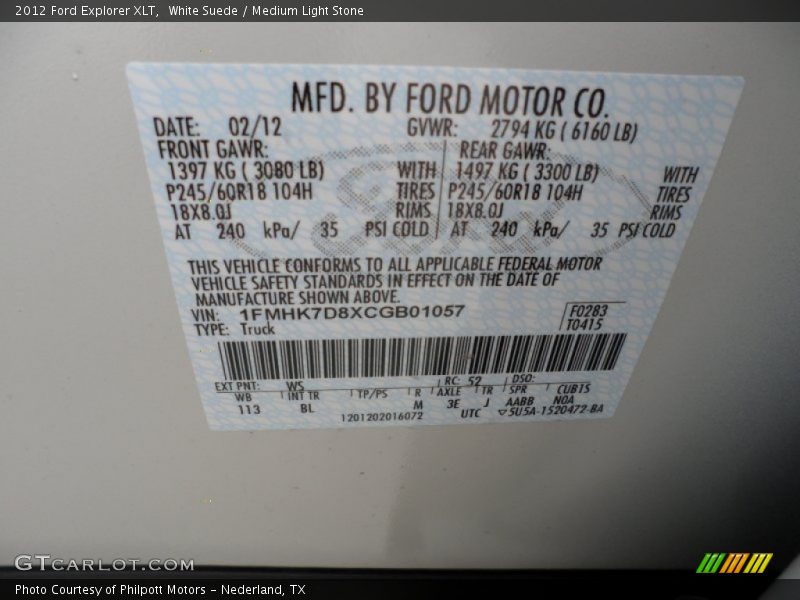 2012 Ford Explorer XLT,  White Suede / Medium Light Stone
MFD. BY FORD MOTOR CO.
DATE: 02/12 GVWR: 2794 KG ( 6160 LB)
FRONT GAWR: REAR GAWR:
1397 KG ( 3080 LB) WITH 1497 KG ( 3300 LB) WITH
P245/60R18 104H TIRES P245/60R18 104H TIRES
18X8.0J RIMS 18X8.0J RIMS
AT 240 kPa/ 35 PSI COLD AT 240 kPa/ 35 PSI COLD
THIS VEHICLE CONFORMS TO ALL APPLICABLE FEDERAL MOTOR
VEHICLE SAFETY STANDARDS IN EFFECT ON THE DATE OF
MANUFACTURE SHOWN ABOVE.
VIN: 1FMHK7D8XCGB01057 F0283
TYPE: Truck T0415
EXT PNT: WS RC: 52 DSO:
WB INT TR TP/PS R AXLE TR SPR CUB15
113 BL M 3E J AABB NOA
1201202016072 UTC ▽5U5A-1520472-BA
Ford
GTCARLOT.COM
Photo Courtesy of Philpott Motors - Nederland, TX